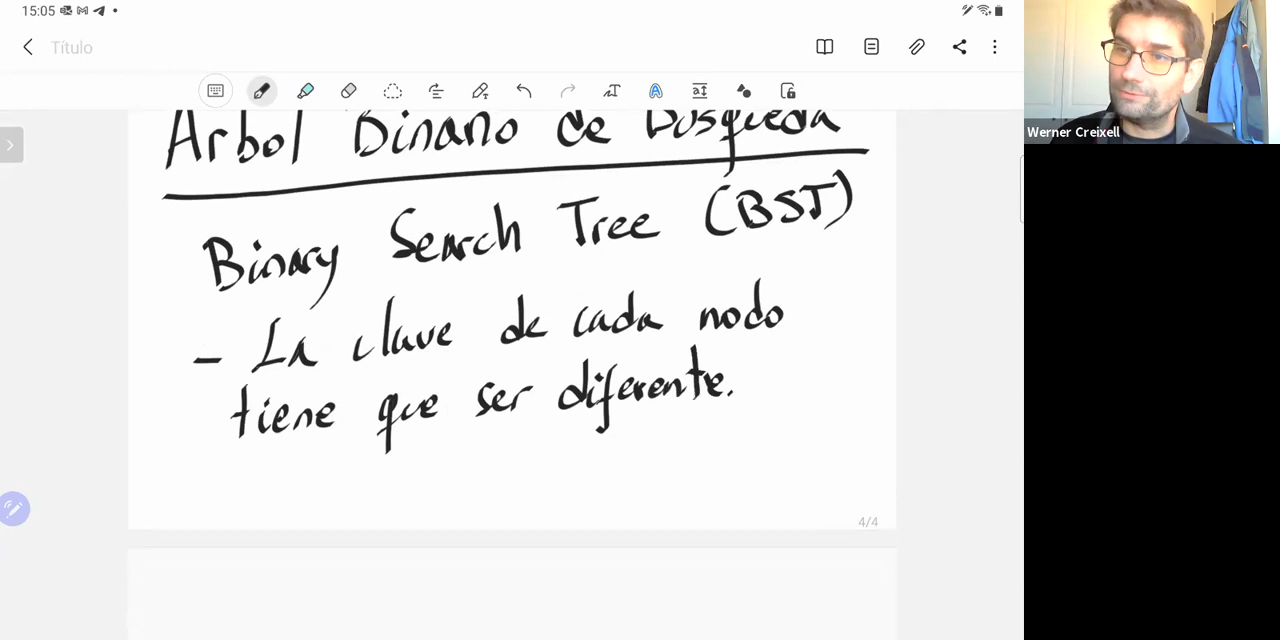 15:05
Título
Arbol Binario de Búsqueda
Binary Search Tree (BST)
- La clave de cada nodo
tiene que ser diferente.
4/4
Werner Creixell